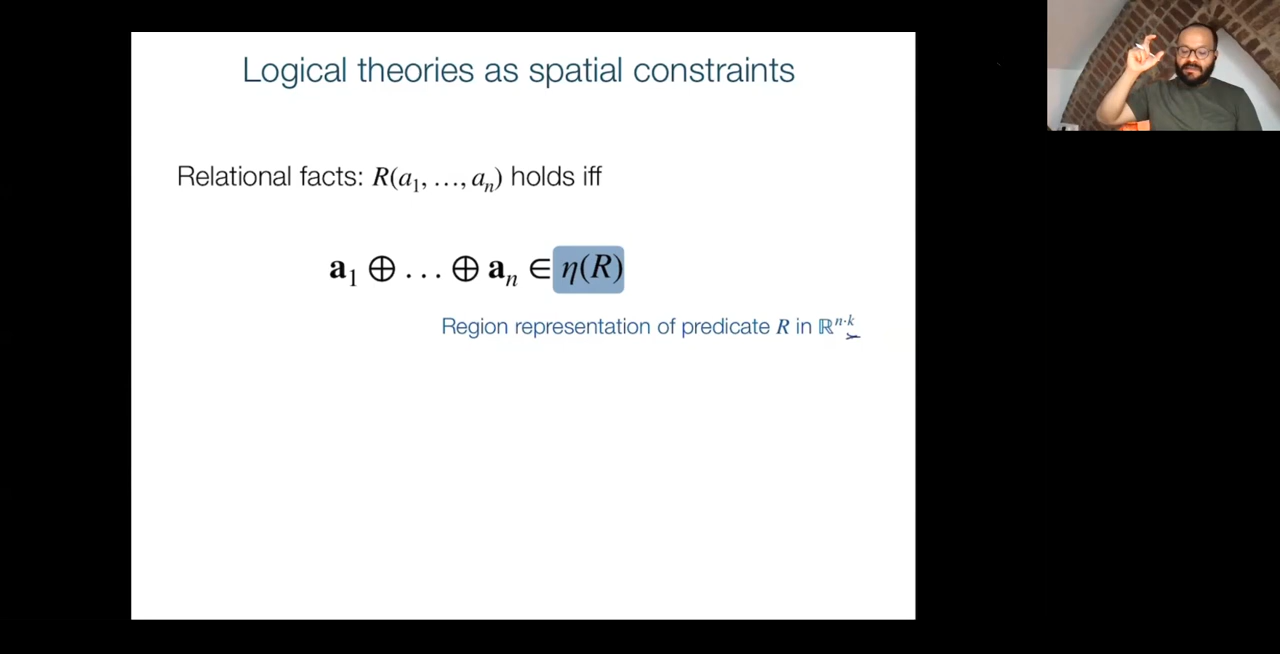 Logical theories as spatial constraints
Relational facts: R(a₁, …, aₙ) holds iff
𝐚₁ ⊕ … ⊕ 𝐚ₙ ∈ η(R)
Region representation of predicate R in ℝⁿ·ᵏ